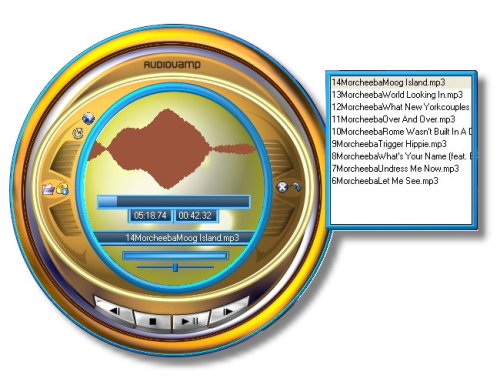 AUDIOVAMP
05:18.74 00:42.32
14MorcheebaMoog Island.mp3
14MorcheebaMoog Island.mp3
13MorcheebaWorld Looking In.mp3
12MorcheebaWhat New Yorkcouples
11MorcheebaOver And Over.mp3
10MorcheebaRome Wasn't Built In A D
9MorcheebaTrigger Hippie.mp3
8MorcheebaWhat's Your Name (feat. B
7MorcheebaUndress Me Now.mp3
6MorcheebaLet Me See.mp3